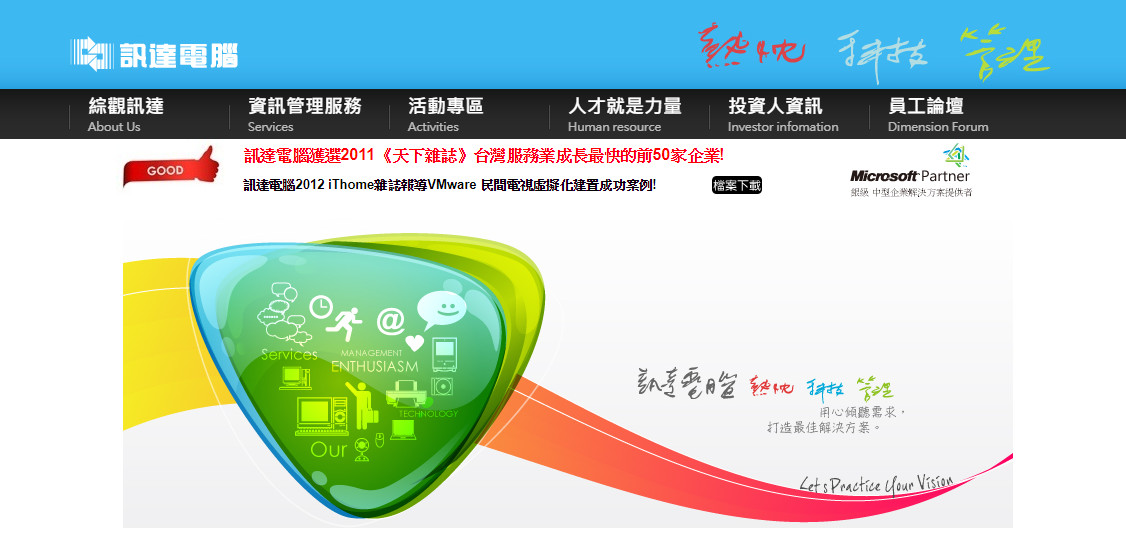 訊達電腦
熱忱 科技 管理
綜觀訊達 資訊管理服務 活動專區 人才就是力量 投資人資訊 員工論壇
About Us Services Activities Human resource Investor infomation Dimension Forum
GOOD
訊達電腦獲選2011《天下雜誌》台灣服務業成長最快的前50家企業!
訊達電腦2012 iThome雜誌報導VMware 民間電視虛擬化建置成功案例!
檔案下載
Microsoft Partner
銀級 中型企業解決方案提供者
@
Services
MANAGEMENT
ENTHUSIASM
TECHNOLOGY
Our
訊達電腦 熱忱 科技 管理
用心傾聽需求，
打造最佳解決方案。
Let's Practice Your Vision